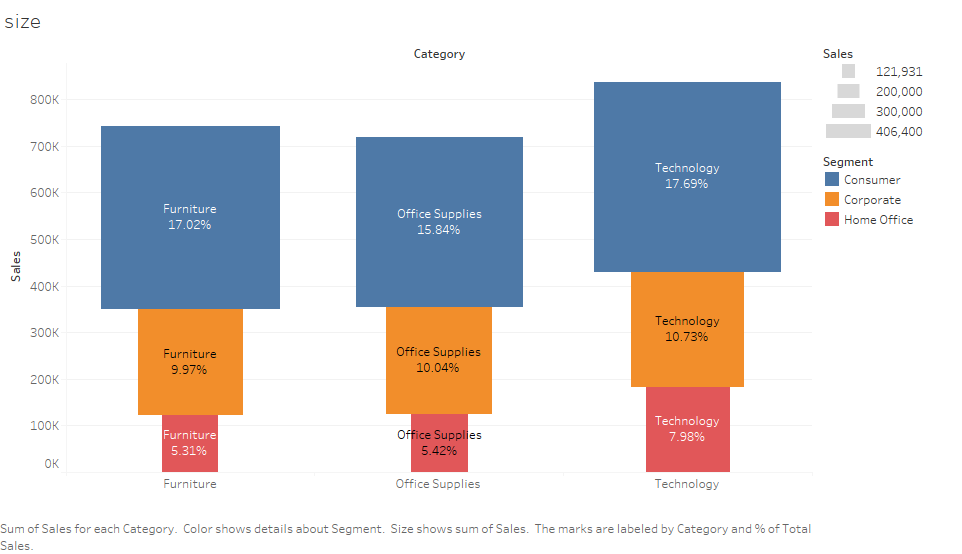 size
Category
Sales
800K
700K
600K
500K
400K
300K
200K
100K
0K
Technology
17.69%
Furniture
17.02%
Office Supplies
15.84%
Technology
10.73%
Furniture
9.97%
Office Supplies
10.04%
Technology
7.98%
Furniture
5.31%
Office Supplies
5.42%
Furniture
Office Supplies
Technology
Sales
121,931
200,000
300,000
406,400
Segment
Consumer
Corporate
Home Office
Sum of Sales for each Category.  Color shows details about Segment.  Size shows sum of Sales.  The marks are labeled by Category and % of Total
Sales.